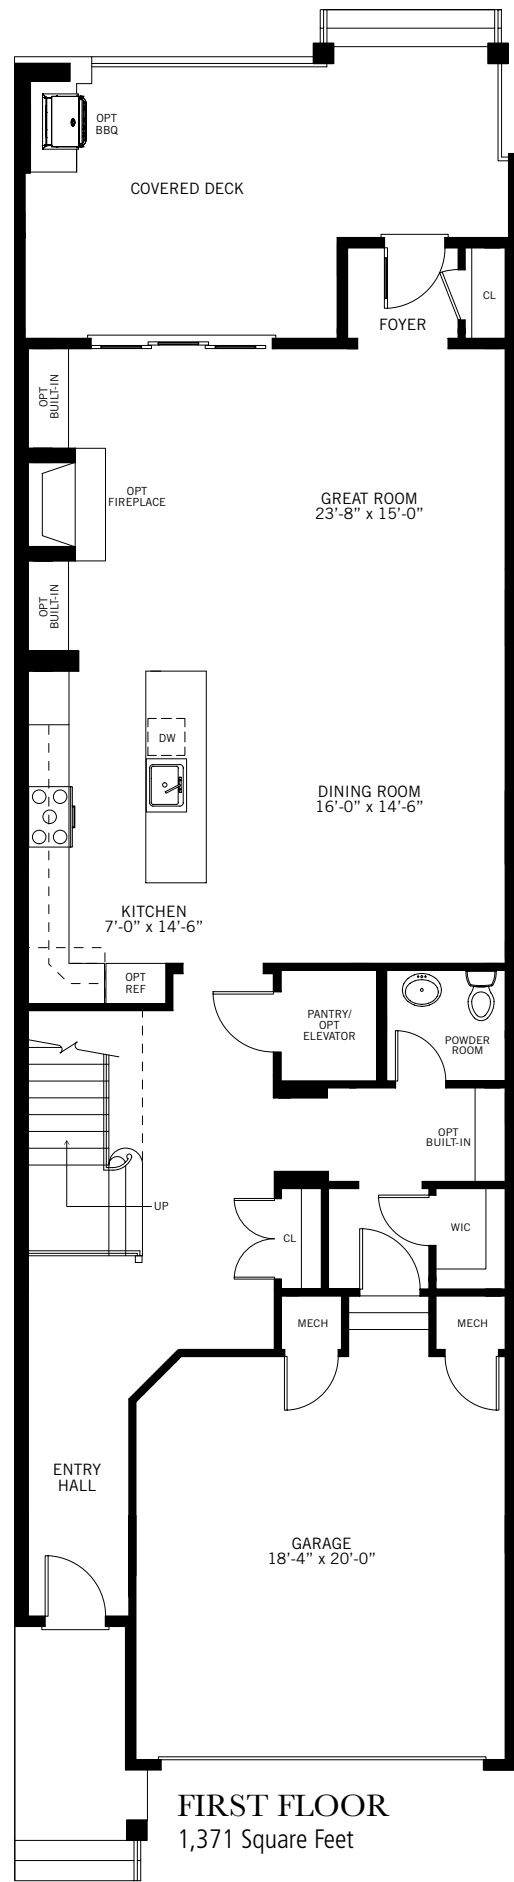 OPT
BBQ
COVERED DECK
CL
FOYER
OPT
BUILT-IN
OPT
FIREPLACE
GREAT ROOM
23'-8" x 15'-0"
OPT
BUILT-IN
DW
DINING ROOM
16'-0" x 14'-6"
KITCHEN
7'-0" x 14'-6"
OPT
REF
PANTRY/
OPT
ELEVATOR
POWDER
ROOM
OPT
BUILT-IN
UP
CL
WIC
MECH
MECH
ENTRY
HALL
GARAGE
18'-4" x 20'-0"
FIRST FLOOR
1,371 Square Feet